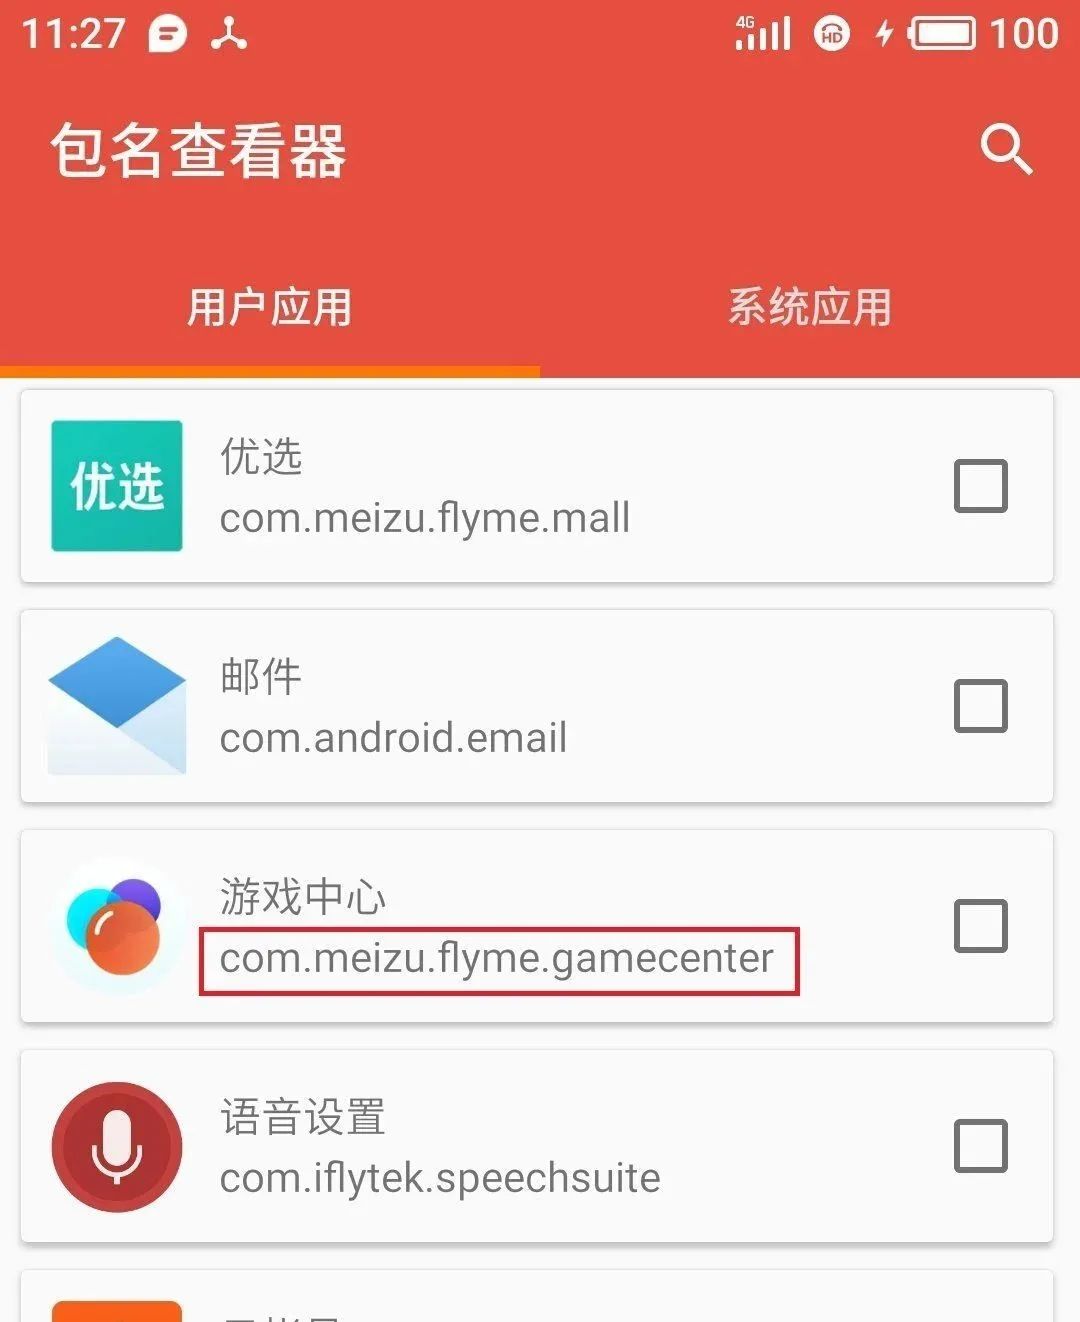 11:27
4G
HD
100
包名查看器
用户应用
系统应用
优选
优选
com.meizu.flyme.mall
邮件
com.android.email
游戏中心
com.meizu.flyme.gamecenter
语音设置
com.iflytek.speechsuite